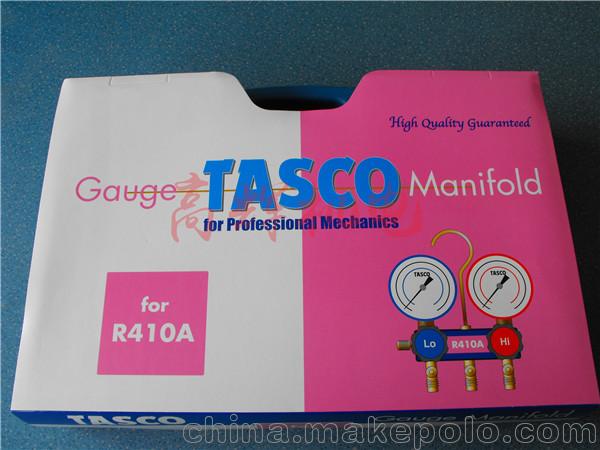 High Quality Guaranteed
Gauge TASCO Manifold
for Professional Mechanics
for
R410A
TASCO
TASCO
Lo
R410A
Hi
TASCO
Gauge Manifold
china.makepolo.com